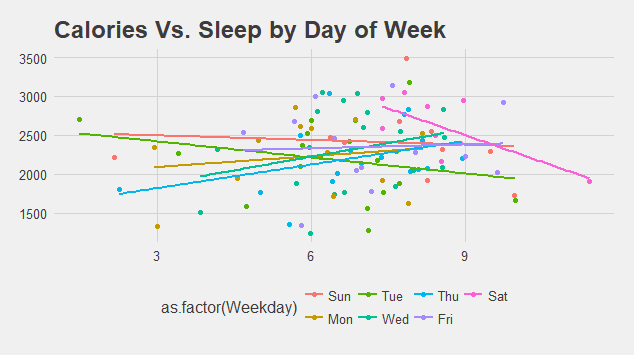 Calories Vs. Sleep by Day of Week
3500
3000
2500
2000
1500
3 6 9
as.factor(Weekday)
Sun Tue Thu Sat
Mon Wed Fri